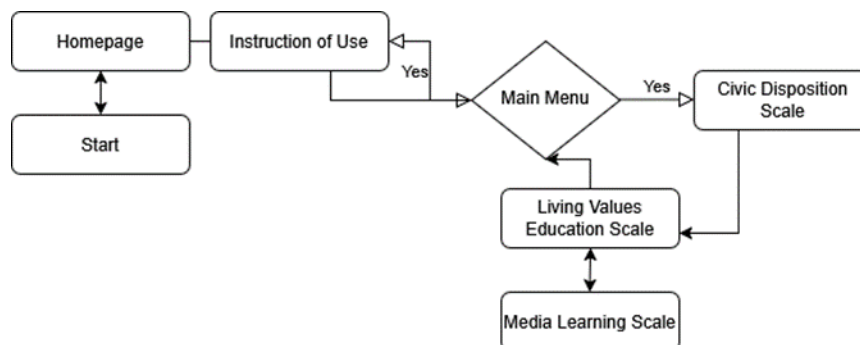 Homepage
Instruction of Use
Yes
Main Menu
Yes
Civic Disposition
Scale
Start
Living Values
Education Scale
Media Learning Scale